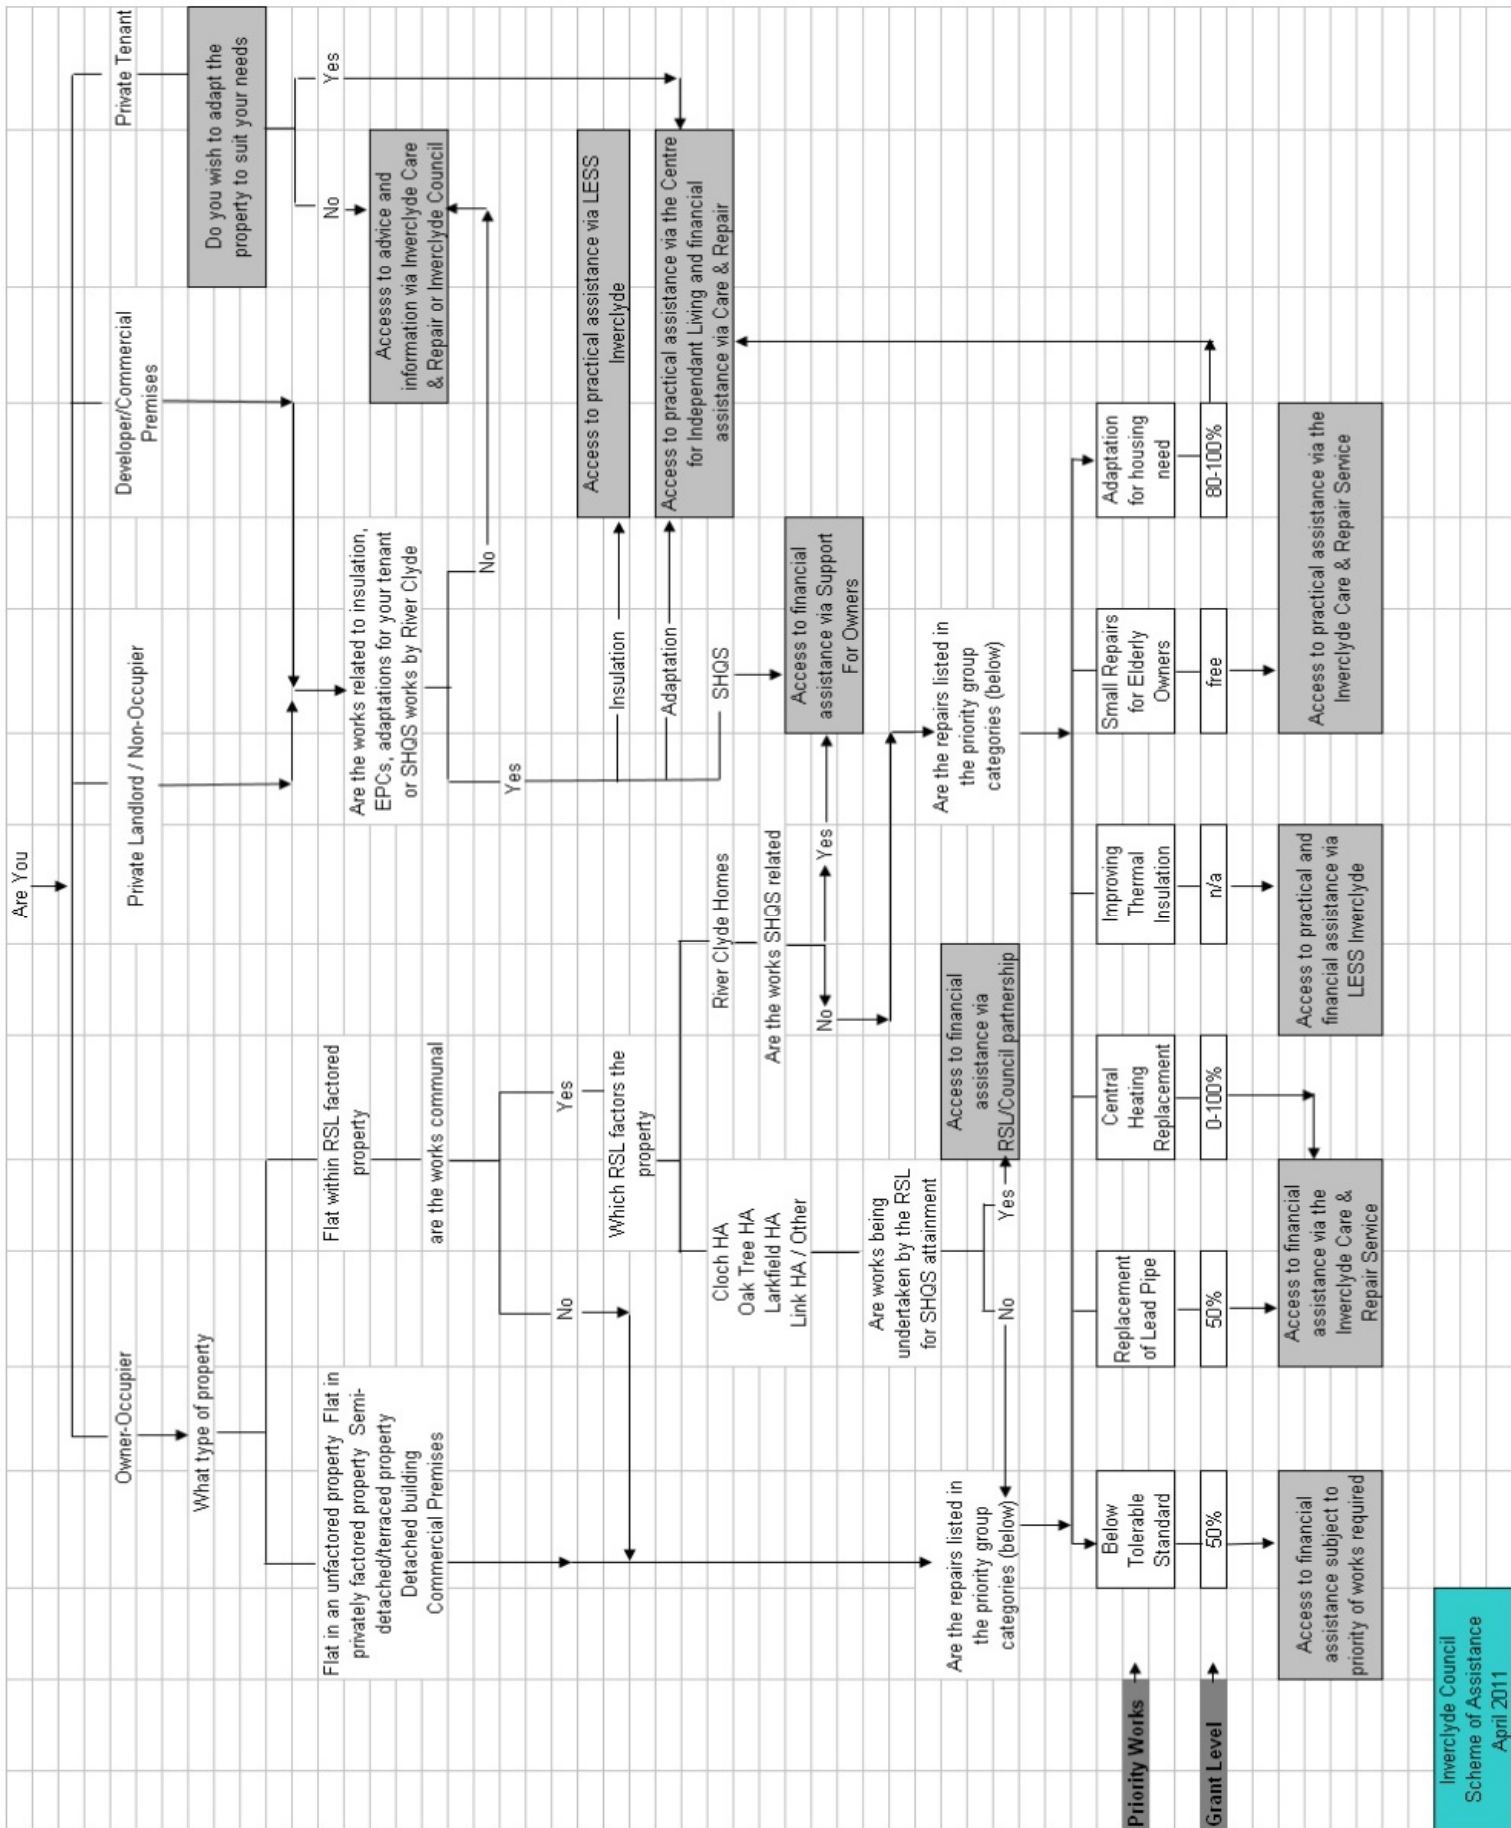 Are You
Owner-Occupier
Private Landlord / Non-Occupier
Developer/Commercial
Premises
Private Tenant
What type of property
Do you wish to adapt the
property to suit your needs
Flat in an unfactored property Flat in
privately factored property Semi-
detached/terraced property
Detached building
Commercial Premises
Flat within RSL factored
property
Are the works related to insulation,
EPCs, adaptations for your tenant
or SHQS works by River Clyde
No
Yes
Access to advice and
information via Inverclyde Care
& Repair or Inverclyde Council
are the works communal
No
Yes
Yes
No
Which RSL factors the
property
Insulation
Adaptation
SHQS
Access to practical assistance via LESS
Inverclyde
Access to practical assistance via the Centre
for Independant Living and financial
assistance via Care & Repair
Cloch HA
Oak Tree HA
Larkfield HA
Link HA / Other
River Clyde Homes
Are the works SHQS related
No
Yes
Access to financial
assistance via Support
For Owners
Are works being
undertaken by the RSL
for SHQS attainment
No
Yes
Access to financial
assistance via
RSL/Council partnership
Are the repairs listed in
the priority group
categories (below)
Are the repairs listed in
the priority group
categories (below)
Priority Works
Below
Tolerable
Standard
Replacement
of Lead Pipe
Central
Heating
Replacement
Improving
Thermal
Insulation
Small Repairs
for Elderly
Owners
Adaptation
for housing
need
Grant Level
50%
50%
0-100%
n/a
free
80-100%
Access to financial
assistance subject to
priority of works required
Access to financial
assistance via the
Inverclyde Care &
Repair Service
Access to practical and
financial assistance via
LESS Inverclyde
Access to practical assistance via the
Inverclyde Care & Repair Service
Inverclyde Council
Scheme of Assistance
April 2011